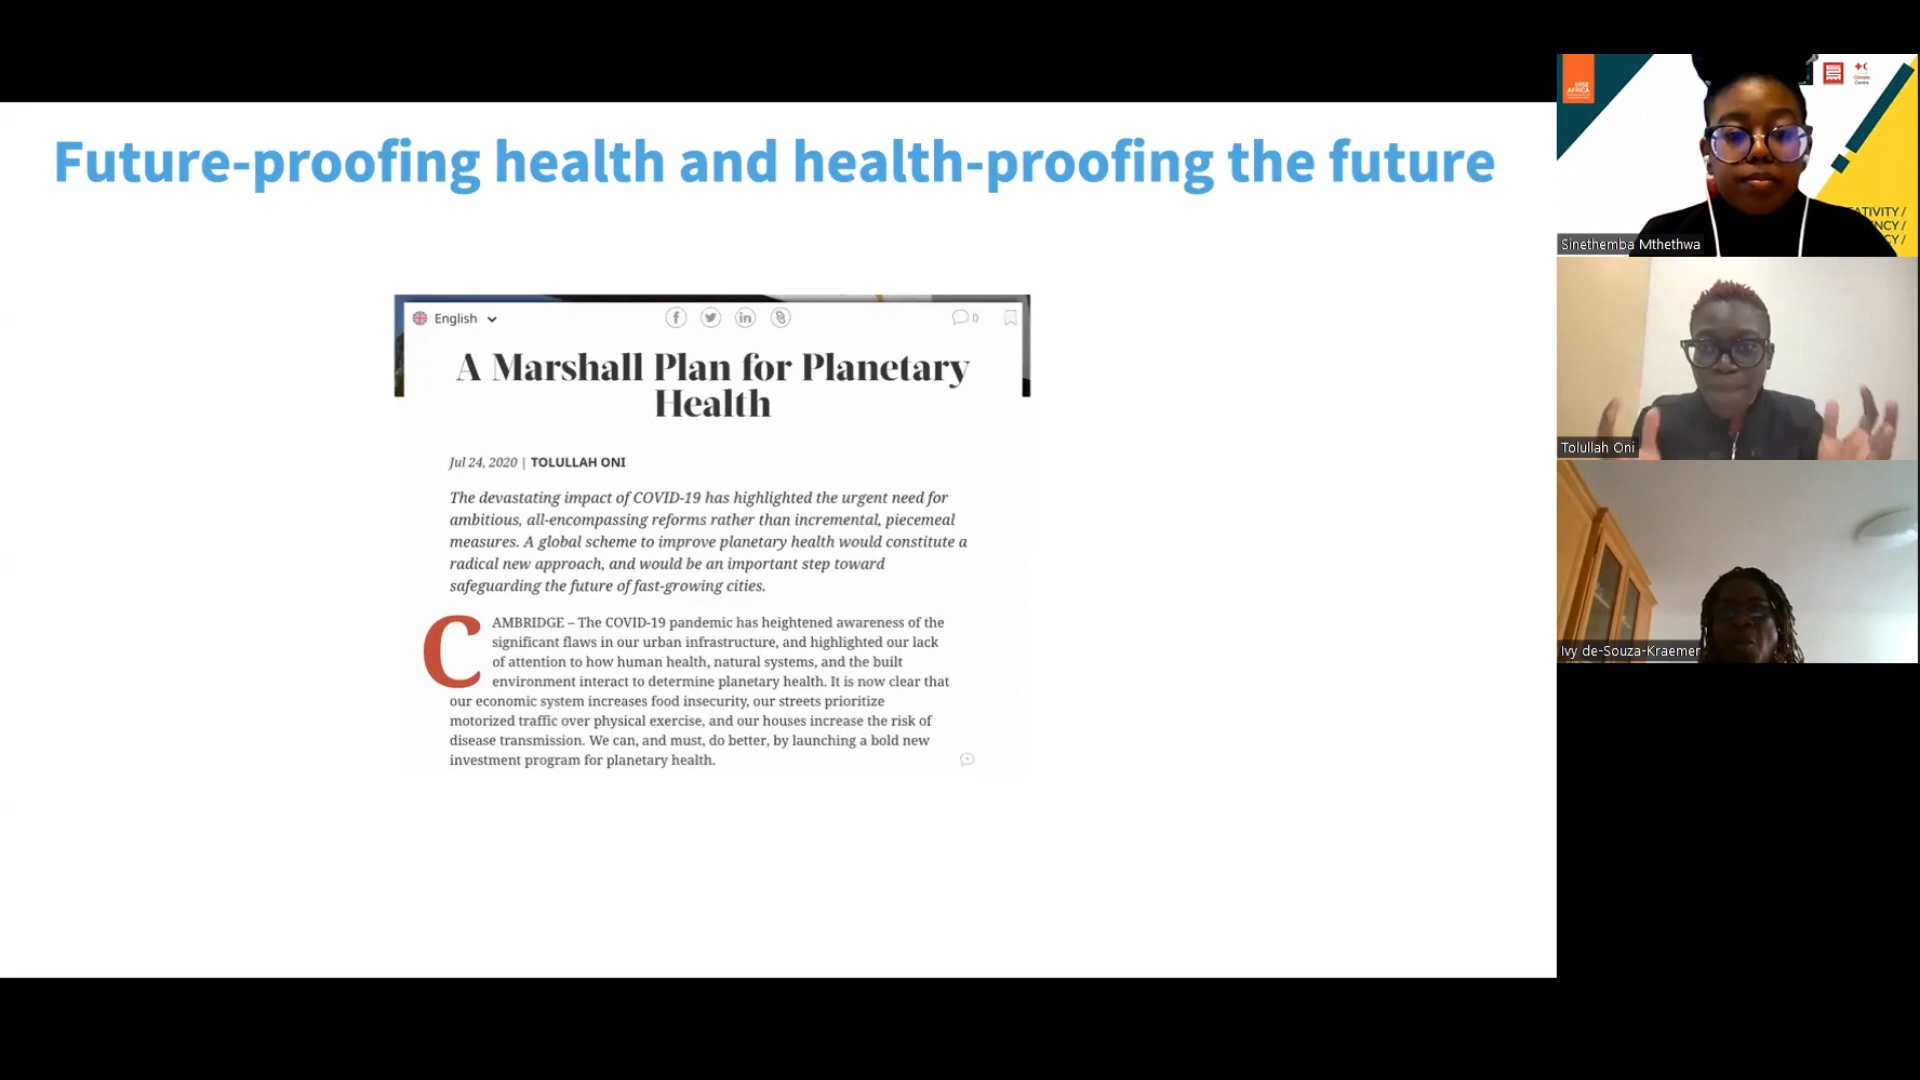 Future-proofing health and health-proofing the future
English
0
A Marshall Plan for Planetary
Health
Jul 24, 2020 | TOLULLAH ONI
The devastating impact of COVID-19 has highlighted the urgent need for
ambitious, all-encompassing reforms rather than incremental, piecemeal
measures. A global scheme to improve planetary health would constitute a
radical new approach, and would be an important step toward
safeguarding the future of fast-growing cities.
CAMBRIDGE – The COVID-19 pandemic has heightened awareness of the
significant flaws in our urban infrastructure, and highlighted our lack
of attention to how human health, natural systems, and the built
environment interact to determine planetary health. It is now clear that
our economic system increases food insecurity, our streets prioritize
motorized traffic over physical exercise, and our houses increase the risk of
disease transmission. We can, and must, do better, by launching a bold new
investment program for planetary health.
RISE
AFRICA
Climate
Centre
ATIVITY /
NCY /
CY /
Sinethemba Mthethwa
Tolullah Oni
Ivy de-Souza-Kraemer